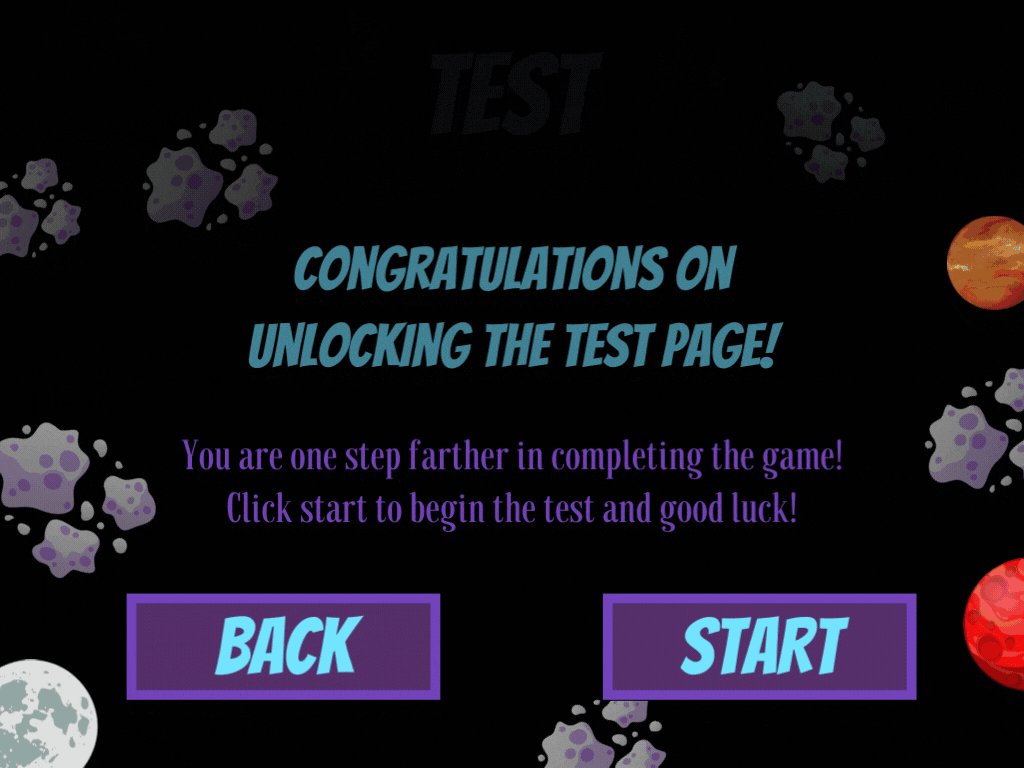 TEST
CONGRATULATIONS ON
UNLOCKING THE TEST PAGE!
You are one step farther in completing the game!
Click start to begin the test and good luck!
BACK
START